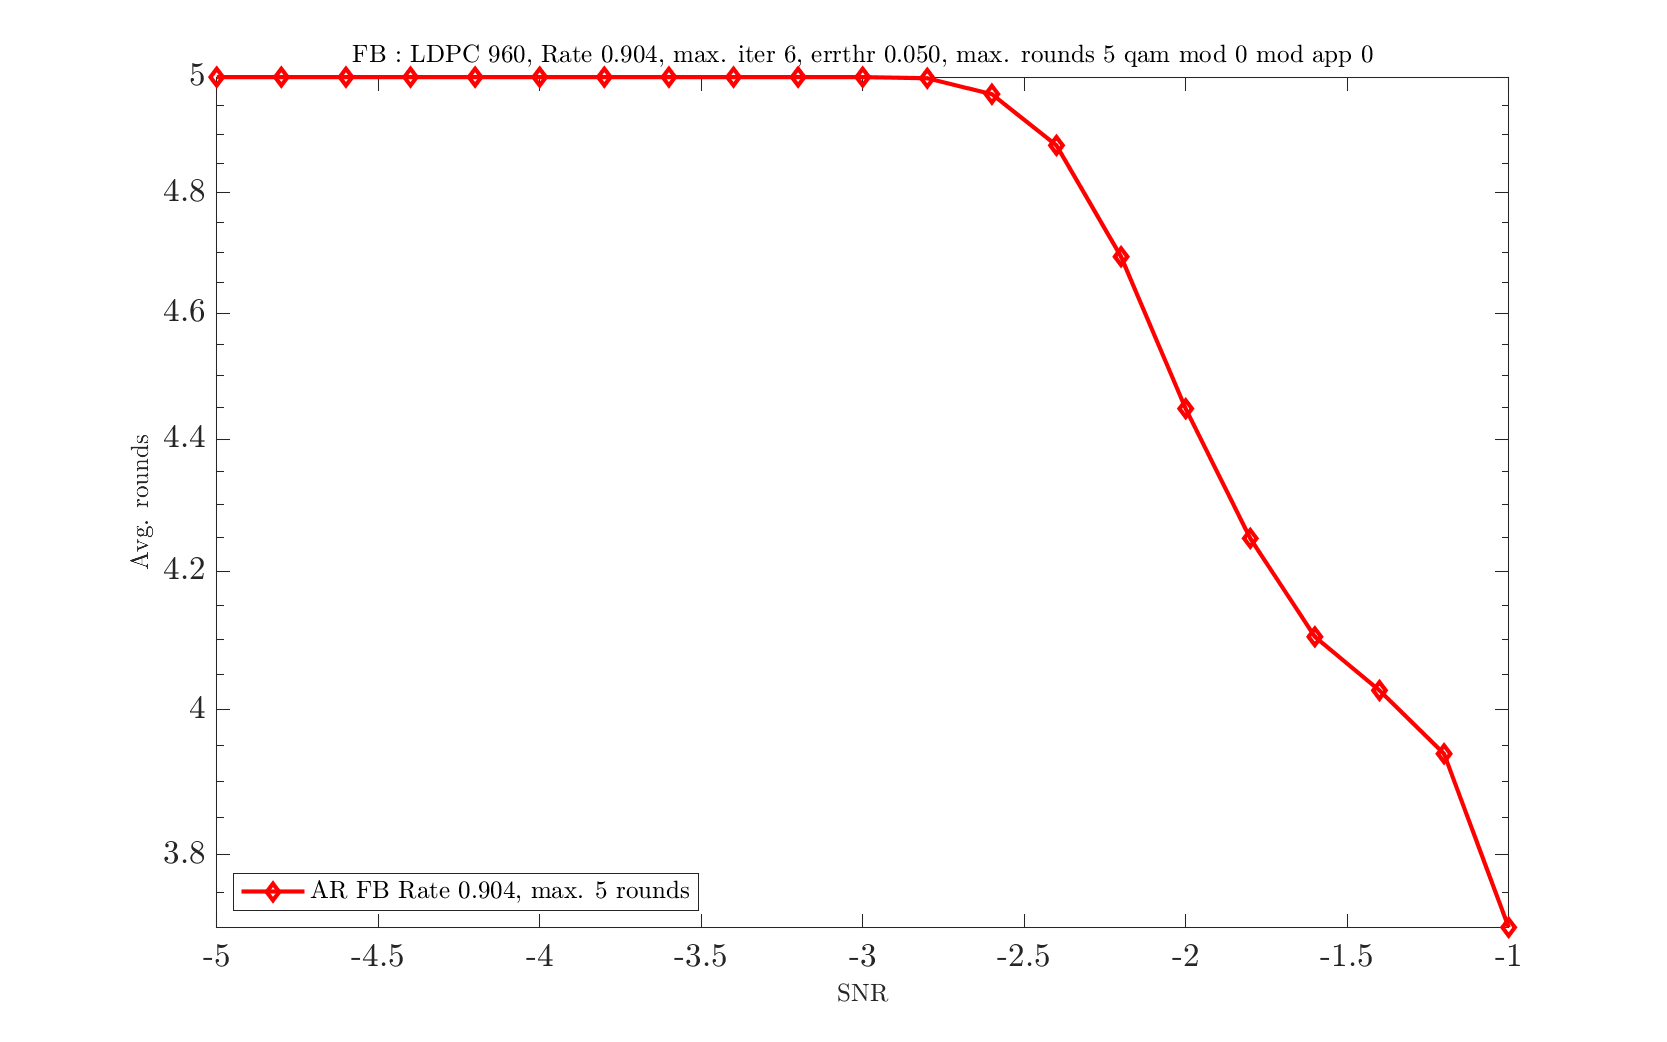 FB : LDPC 960, Rate 0.904, max. iter 6, errthr 0.050, max. rounds 5 qam mod 0 mod app 0
5
4.8
4.6
4.4
4.2
4
3.8
Avg. rounds
AR FB Rate 0.904, max. 5 rounds
-5 -4.5 -4 -3.5 -3 -2.5 -2 -1.5 -1
SNR